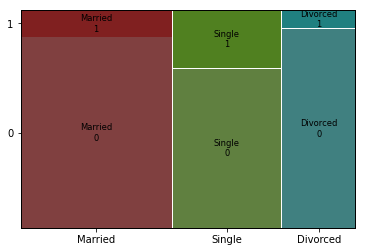 1
Married
1
Single
1
Divorced
1
0
Married
0
Single
0
Divorced
0
Married
Single
Divorced